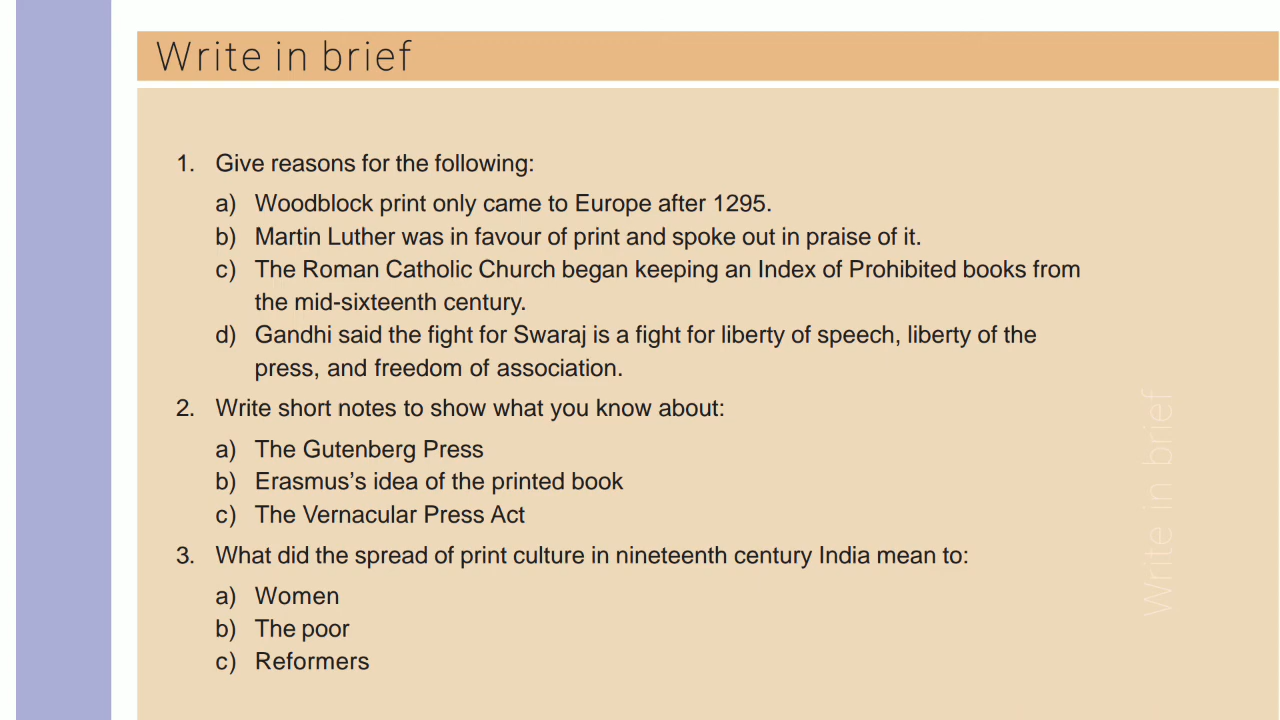 Write in brief
1. Give reasons for the following:
a) Woodblock print only came to Europe after 1295.
b) Martin Luther was in favour of print and spoke out in praise of it.
c) The Roman Catholic Church began keeping an Index of Prohibited books from
the mid-sixteenth century.
d) Gandhi said the fight for Swaraj is a fight for liberty of speech, liberty of the
press, and freedom of association.
2. Write short notes to show what you know about:
a) The Gutenberg Press
b) Erasmus’s idea of the printed book
c) The Vernacular Press Act
3. What did the spread of print culture in nineteenth century India mean to:
a) Women
b) The poor
c) Reformers
Write in brief